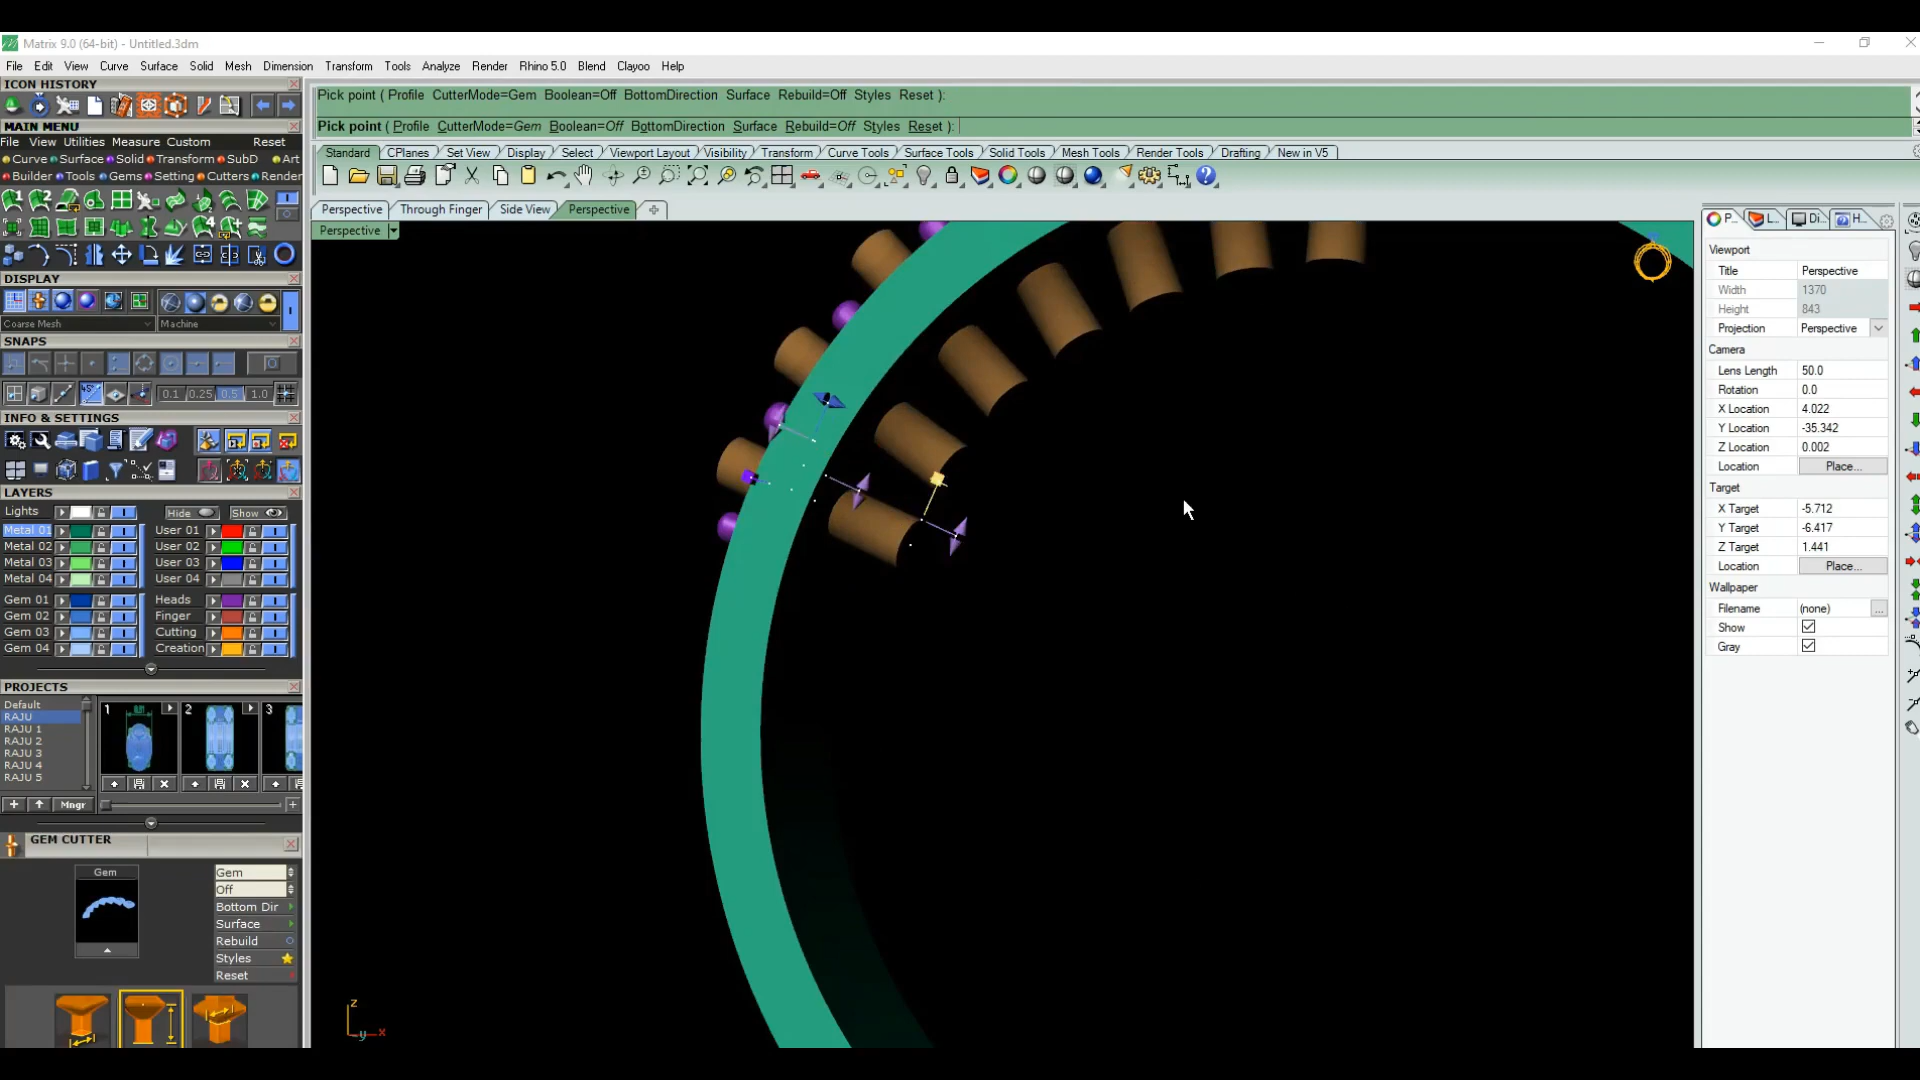 Matrix 9.0 (64-bit) - Untitled.3dm
File Edit View Curve Surface Solid Mesh Dimension Transform Tools Analyze Render Rhino 5.0 Blend Clayoo Help
ICON HISTORY
MAIN MENU
File View Utilities Measure Custom Reset
Curve Surface Solid Transform SubD Art
Builder Tools Gems Setting Cutters Render
DISPLAY
Coarse Mesh Machine
SNAPS
45° 0.1 0.25 0.5 1.0
INFO & SETTINGS
LAYERS
Lights Hide Show
Metal 01 User 01
Metal 02 User 02
Metal 03 User 03
Metal 04 User 04
Gem 01 Heads
Gem 02 Finger
Gem 03 Cutting
Gem 04 Creation
PROJECTS
Default
RAJU
RAJU 1
RAJU 2
RAJU 3
RAJU 4
RAJU 5
1 2 3
Mngr
GEM CUTTER
Gem
Gem
Off
Bottom Dir
Surface
Rebuild
Styles
Reset
Pick point ( Profile CutterMode=Gem Boolean=Off BottomDirection Surface Rebuild=Off Styles Reset ):
Pick point ( Profile CutterMode=Gem Boolean=Off BottomDirection Surface Rebuild=Off Styles Reset ):
Standard CPlanes Set View Display Select Viewport Layout Visibility Transform Curve Tools Surface Tools Solid Tools Mesh Tools Render Tools Drafting New in V5
Perspective Through Finger Side View Perspective
Perspective
z
y x
P... L... Di... H...
Viewport
Title Perspective
Width 1370
Height 843
Projection Perspective
Camera
Lens Length 50.0
Rotation 0.0
X Location 4.022
Y Location -35.342
Z Location 0.002
Location Place...
Target
X Target -5.712
Y Target -6.417
Z Target 1.441
Location Place...
Wallpaper
Filename (none) ...
Show
Gray